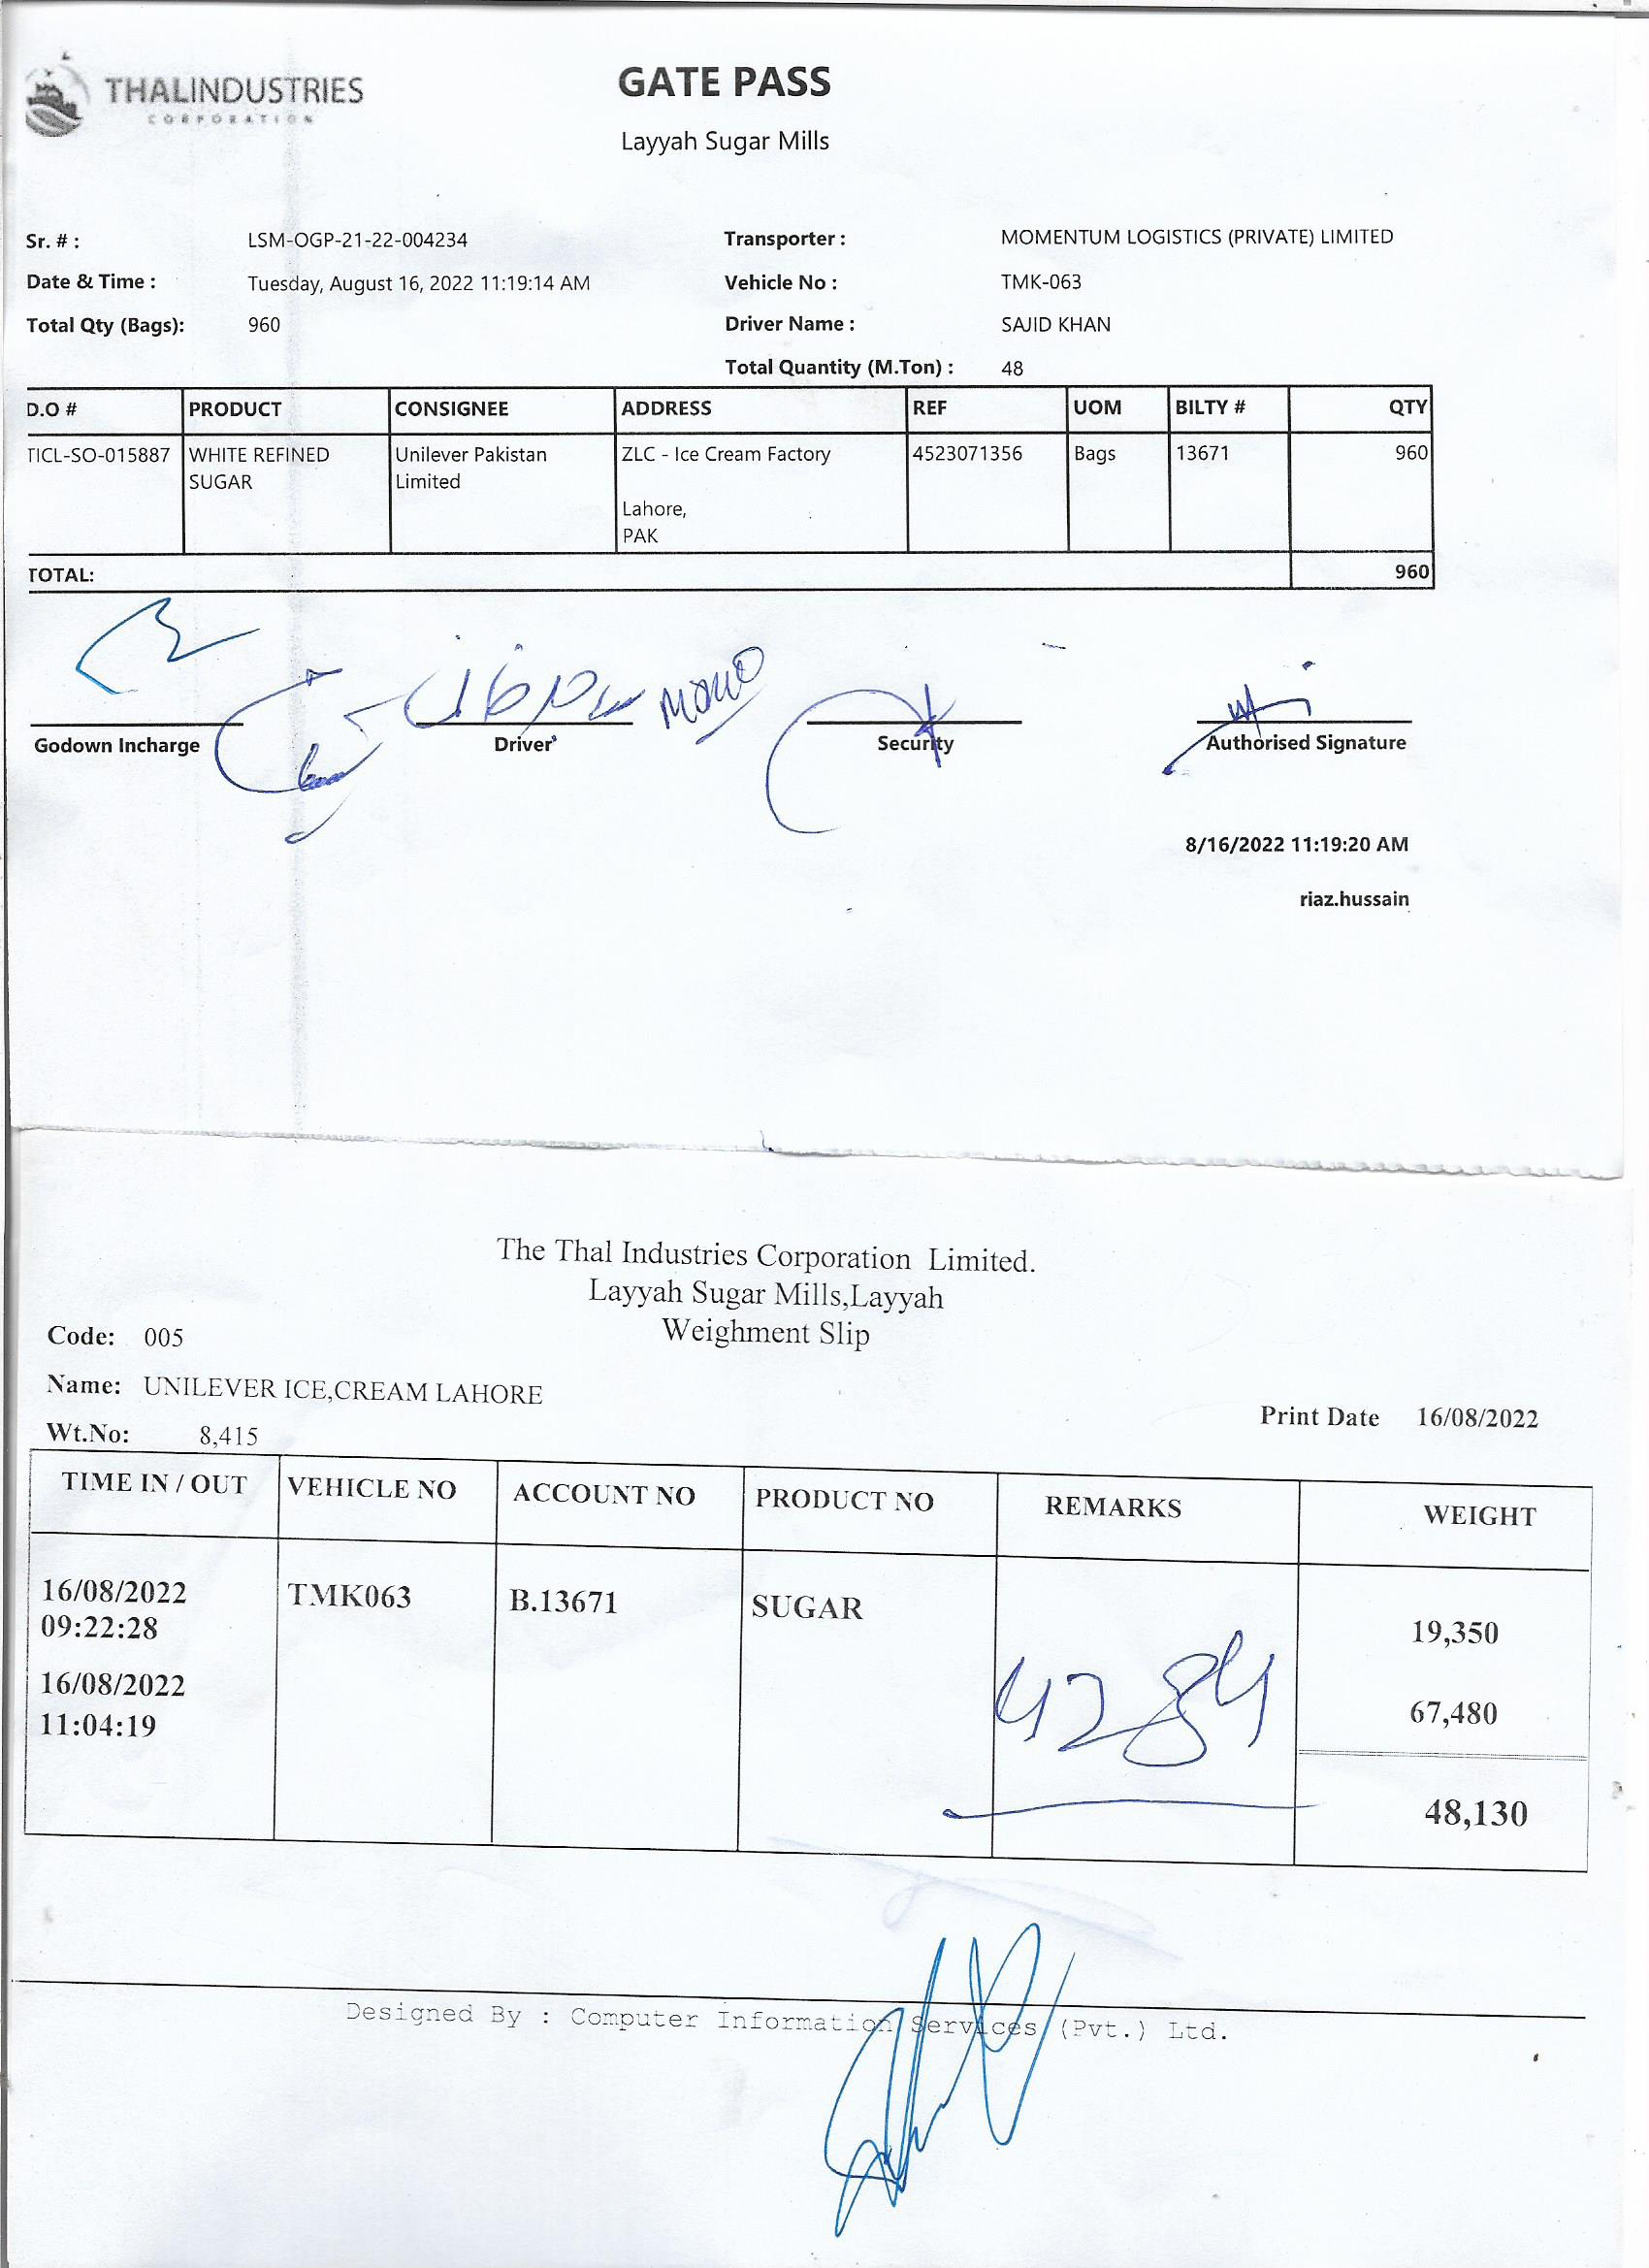 THALINDUSTRIES
CORPORATION
GATE PASS
Layyah Sugar Mills
Sr. # : LSM-OGP-21-22-004234 Transporter : MOMENTUM LOGISTICS (PRIVATE) LIMITED
Date & Time : Tuesday, August 16, 2022 11:19:14 AM Vehicle No : TMK-063
Total Qty (Bags): 960 Driver Name : SAJID KHAN
Total Quantity (M.Ton) : 48
D.O # PRODUCT CONSIGNEE ADDRESS REF UOM BILTY # QTY
TICL-SO-015887 WHITE REFINED Unilever Pakistan ZLC - Ice Cream Factory 4523071356 Bags 13671 960
SUGAR Limited
Lahore,
PAK
TOTAL: 960
Godown Incharge Driver Security Authorised Signature
8/16/2022 11:19:20 AM
riaz.hussain
The Thal Industries Corporation Limited.
Layyah Sugar Mills,Layyah
Weighment Slip
Code: 005
Name: UNILEVER ICE,CREAM LAHORE
Print Date 16/08/2022
Wt.No: 8,415
TIME IN / OUT VEHICLE NO ACCOUNT NO PRODUCT NO REMARKS WEIGHT
16/08/2022 TMK063 B.13671 SUGAR 19,350
09:22:28
16/08/2022 4284 67,480
11:04:19
48,130
Designed By : Computer Information Services (Pvt.) Ltd.